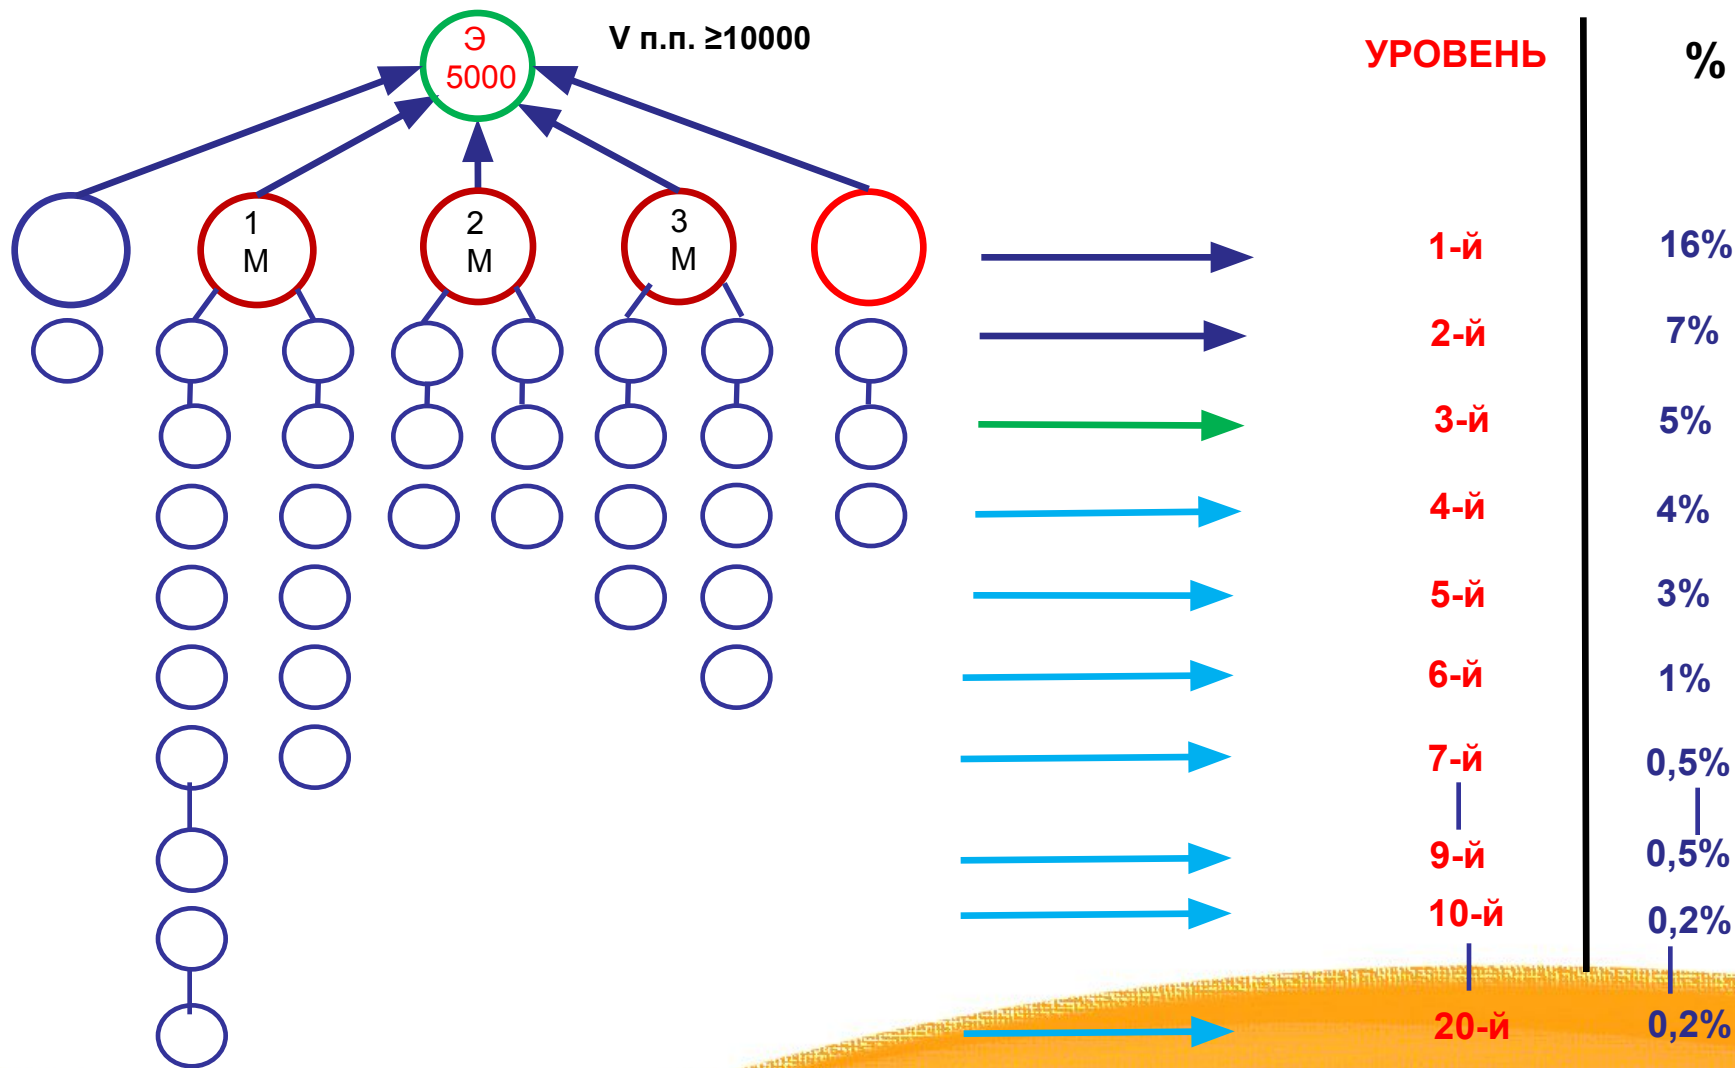 Э
5000
V п.п. ≥10000
УРОВЕНЬ
%
1
М
2
М
3
М
1-й
16%
2-й
7%
3-й
5%
4-й
4%
5-й
3%
6-й
1%
7-й
0,5%
9-й
0,5%
10-й
0,2%
20-й
0,2%